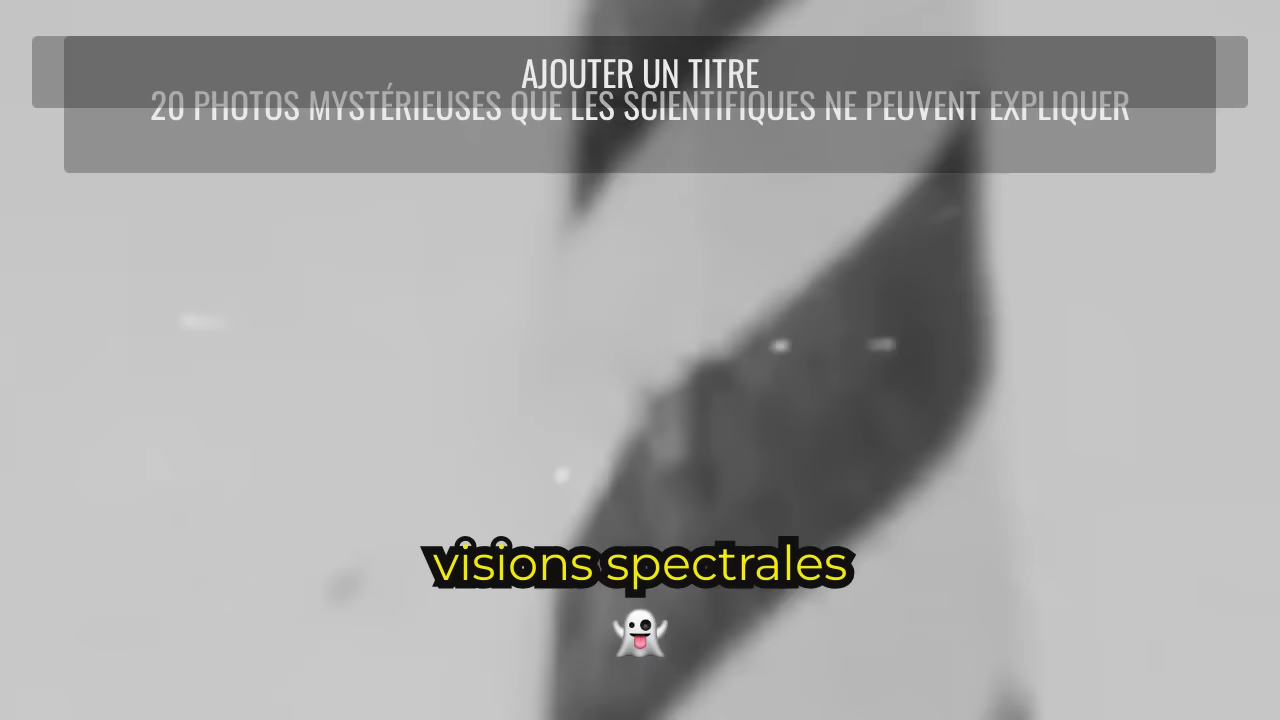 AJOUTER UN TITRE
20 PHOTOS MYSTÉRIEUSES QUE LES SCIENTIFIQUES NE PEUVENT EXPLIQUER
visions spectrales